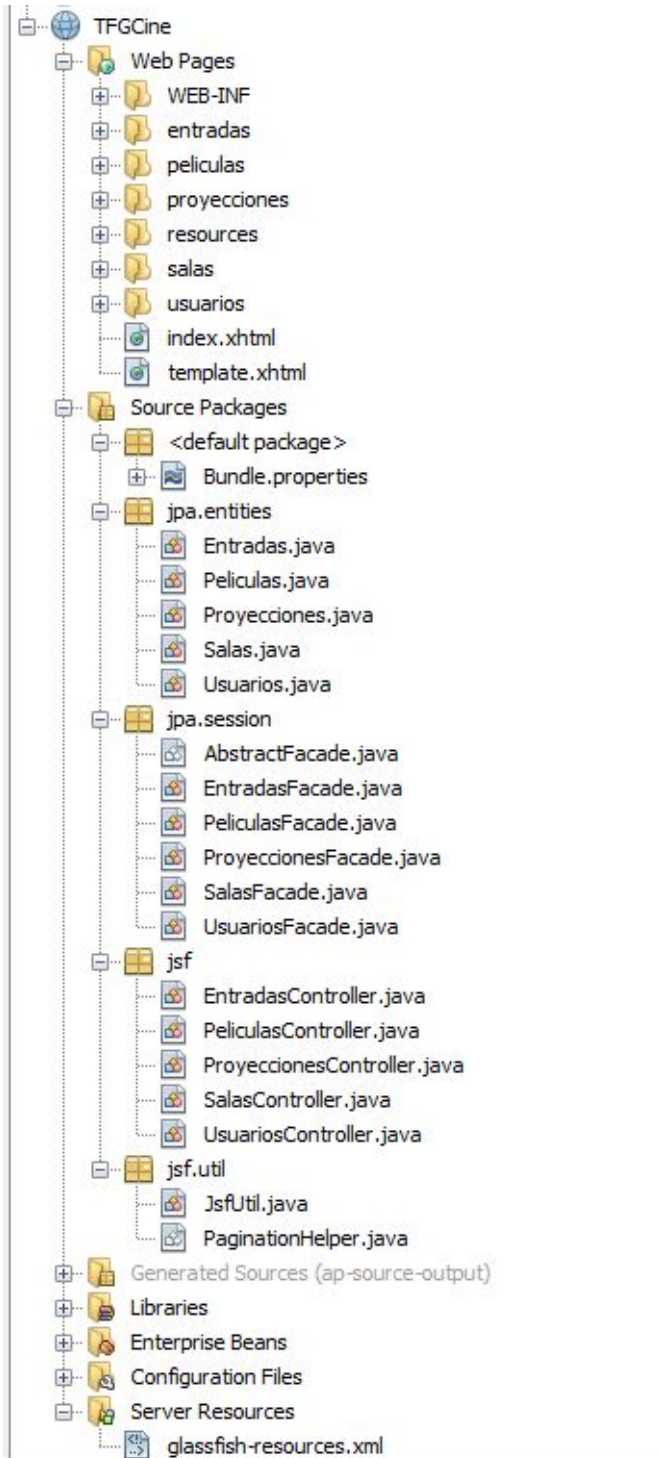 TFGCine
Web Pages
WEB-INF
entradas
peliculas
proyecciones
resources
salas
usuarios
index.xhtml
template.xhtml
Source Packages
<default package>
Bundle.properties
jpa.entities
Entradas.java
Peliculas.java
Proyecciones.java
Salas.java
Usuarios.java
jpa.session
AbstractFacade.java
EntradasFacade.java
PeliculasFacade.java
ProyeccionesFacade.java
SalasFacade.java
UsuariosFacade.java
jsf
EntradasController.java
PeliculasController.java
ProyeccionesController.java
SalasController.java
UsuariosController.java
jsf.util
JsfUtil.java
PaginationHelper.java
Generated Sources (ap-source-output)
Libraries
Enterprise Beans
Configuration Files
Server Resources
glassfish-resources.xml